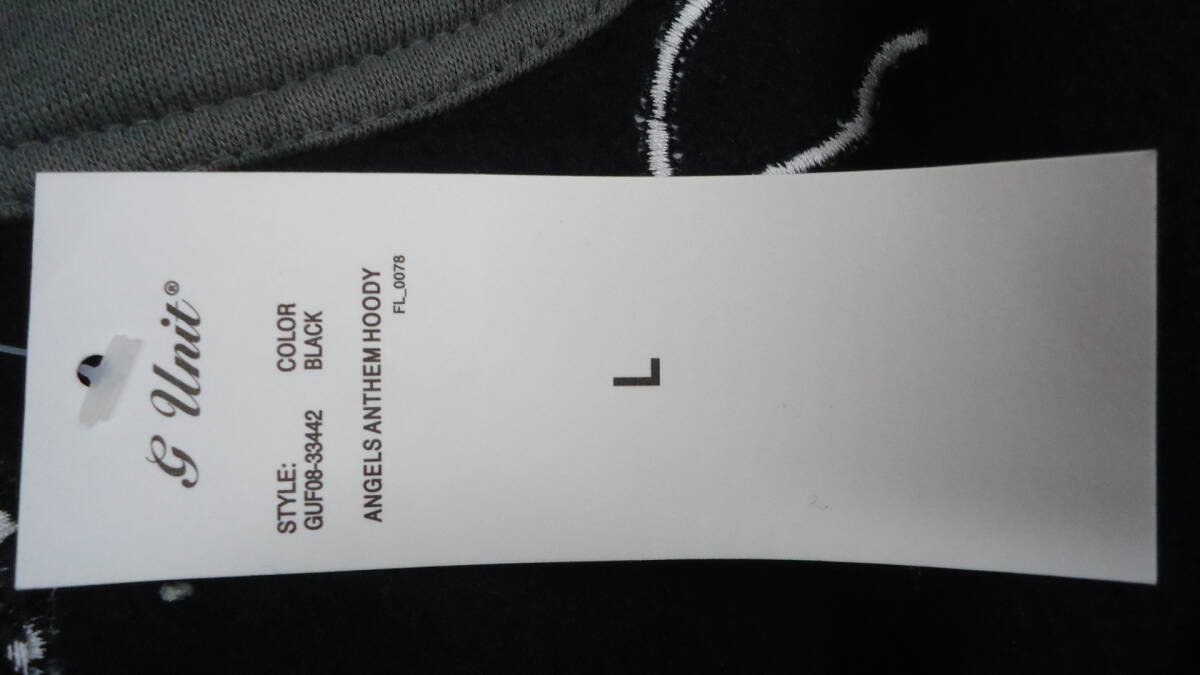 G Unit®
STYLE: COLOR
GUF08-33442 BLACK
ANGELS ANTHEM HOODY
FL_0078
L